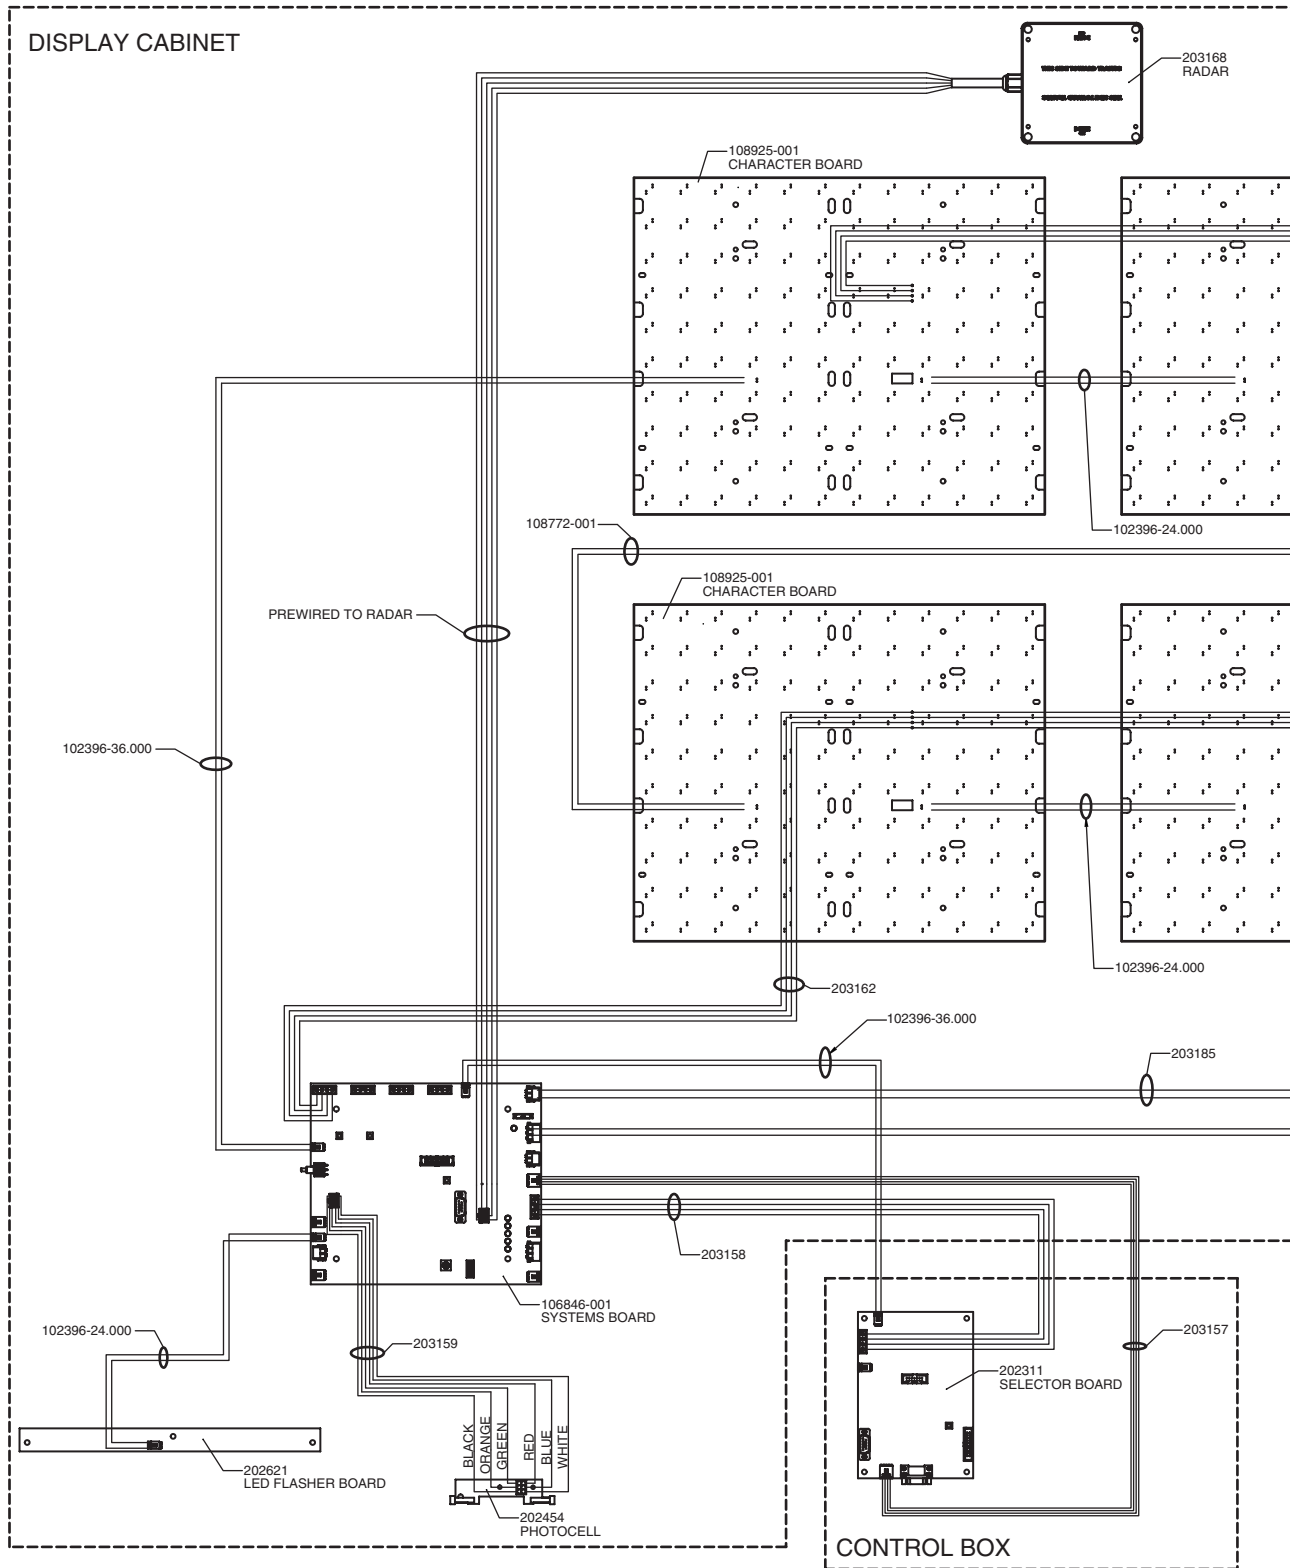 DISPLAY CABINET
203168
RADAR
108925-001
CHARACTER BOARD
102396-24.000
108772-001
108925-001
CHARACTER BOARD
PREWIRED TO RADAR
102396-36.000
102396-24.000
203162
102396-36.000
203185
203158
106846-001
SYSTEMS BOARD
102396-24.000
203159
203157
202311
SELECTOR BOARD
BLACK
ORANGE
GREEN
RED
BLUE
WHITE
202621
LED FLASHER BOARD
202454
PHOTOCELL
CONTROL BOX